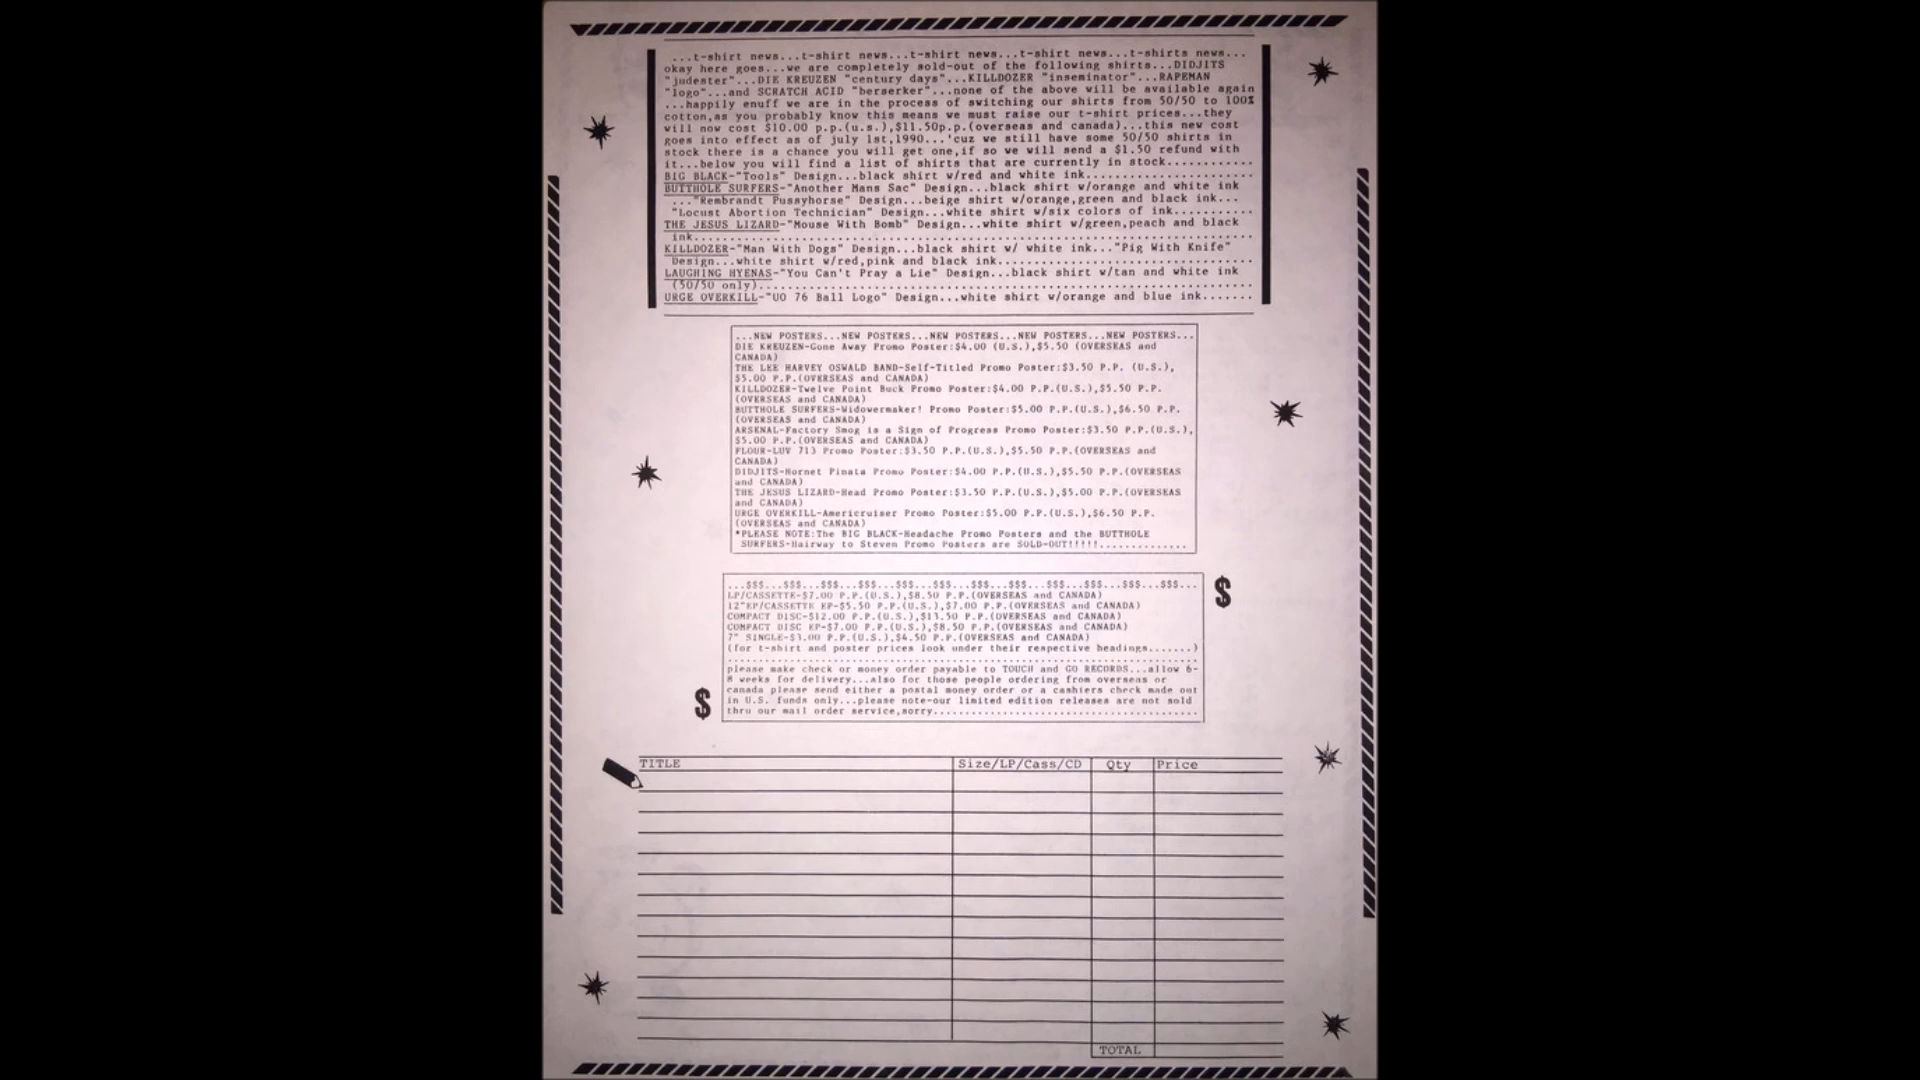 ...t-shirt news...t-shirt news...t-shirt news...t-shirt news...t-shirts news...
okay here goes...we are completely sold-out of the following shirts...DIDJITS
"judester"...DIE KREUZEN "century days"...KILLDOZER "inseminator"...RAPEMAN
"logo"...and SCRATCH ACID "berserker"...none of the above will be available again
...happily enuff we are in the process of switching our shirts from 50/50 to 100%
cotton,as you probably know this means we must raise our t-shirt prices...they
will now cost $10.00 p.p.(u.s.),$11.50p.p.(overseas and canada)...this new cost
goes into effect as of july 1st,1990...'cuz we still have some 50/50 shirts in
stock there is a chance you will get one,if so we will send a $1.50 refund with
it...below you will find a list of shirts that are currently in stock............
BIG BLACK-"Tools" Design...black shirt w/red and white ink.......................
BUTTHOLE SURFERS-"Another Mans Sac" Design...black shirt w/orange and white ink
..."Rembrandt Pussyhorse" Design...beige shirt w/orange,green and black ink...
"Locust Abortion Technician" Design...white shirt w/six colors of ink...........
THE JESUS LIZARD-"Mouse With Bomb" Design...white shirt w/green,peach and black
ink.............................................................................
KILLDOZER-"Man With Dogs" Design...black shirt w/ white ink..."Pig With Knife"
Design...white shirt w/red,pink and black ink...................................
LAUGHING HYENAS-"You Can't Pray a Lie" Design...black shirt w/tan and white ink
(50/50 only)....................................................................
URGE OVERKILL-"UO 76 Ball Logo" Design...white shirt w/orange and blue ink.......
...NEW POSTERS...NEW POSTERS...NEW POSTERS...NEW POSTERS...NEW POSTERS...
DIE KREUZEN-Gone Away Promo Poster:$4.00 (U.S.),$5.50 (OVERSEAS and
CANADA)
THE LEE HARVEY OSWALD BAND-Self-Titled Promo Poster:$3.50 P.P. (U.S.),
$5.00 P.P.(OVERSEAS and CANADA)
KILLDOZER-Twelve Point Buck Promo Poster:$4.00 P.P.(U.S.),$5.50 P.P.
(OVERSEAS and CANADA)
BUTTHOLE SURFERS-Widowermaker! Promo Poster:$5.00 P.P.(U.S.),$6.50 P.P.
(OVERSEAS and CANADA)
ARSENAL-Factory Smog is a Sign of Progress Promo Poster:$3.50 P.P.(U.S.),
$5.00 P.P.(OVERSEAS and CANADA)
FLOUR-LUV 713 Promo Poster:$3.50 P.P.(U.S.),$5.50 P.P.(OVERSEAS and
CANADA)
DIDJITS-Hornet Pinata Promo Poster:$4.00 P.P.(U.S.),$5.50 P.P.(OVERSEAS
and CANADA)
THE JESUS LIZARD-Head Promo Poster:$3.50 P.P.(U.S.),$5.00 P.P.(OVERSEAS
and CANADA)
URGE OVERKILL-Americruiser Promo Poster:$5.00 P.P.(U.S.),$6.50 P.P.
(OVERSEAS and CANADA)
*PLEASE NOTE:The BIG BLACK-Headache Promo Posters and the BUTTHOLE
SURFERS-Hairway to Steven Promo Posters are SOLD-OUT!!!!!..............
...$$$...$$$...$$$...$$$...$$$...$$$...$$$...$$$...$$$...$$$...$$$...$$$...
LP/CASSETTE-$7.00 P.P.(U.S.),$8.50 P.P.(OVERSEAS and CANADA)
12"EP/CASSETTE EP-$5.50 P.P.(U.S.),$7.00 P.P.(OVERSEAS and CANADA)
COMPACT DISC-$12.00 P.P.(U.S.),$13.50 P.P.(OVERSEAS and CANADA)
COMPACT DISC EP-$7.00 P.P.(U.S.),$8.50 P.P.(OVERSEAS and CANADA)
7" SINGLE-$3.00 P.P.(U.S.),$4.50 P.P.(OVERSEAS and CANADA)
(for t-shirt and poster prices look under their respective headings.......)
...........................................................................
please make check or money order payable to TOUCH and GO RECORDS...allow 6-
8 weeks for delivery...also for those people ordering from overseas or
canada please send either a postal money order or a cashiers check made out
in U.S. funds only...please note-our limited edition releases are not sold
thru our mail order service,sorry..........................................
$
$
TITLE Size/LP/Cass/CD Qty Price
TOTAL